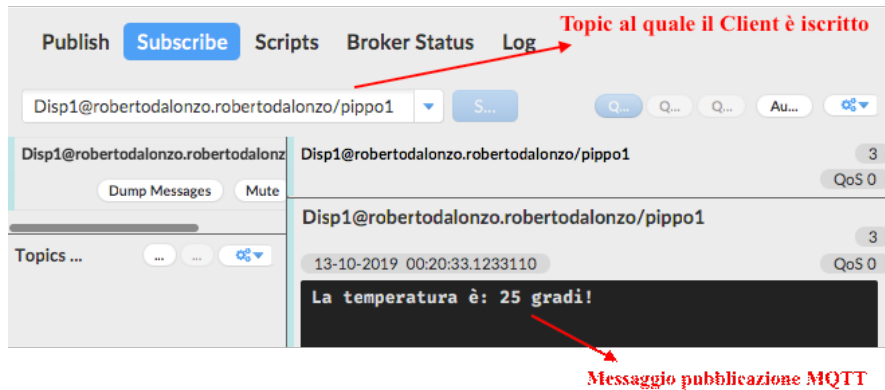 Topic al quale il Client è iscritto
Publish Subscribe Scripts Broker Status Log
Disp1@robertodalonzo.robertodalonzo/pippo1 S... Q... Q... Q... Au...
Disp1@robertodalonzo.robertodalonz
Dump Messages Mute
Topics ... ... ...
Disp1@robertodalonzo.robertodalonzo/pippo1 3
QoS 0
Disp1@robertodalonzo.robertodalonzo/pippo1
3
13-10-2019 00:20:33.1233110 QoS 0
La temperatura è: 25 gradi!
Messaggio pubblicazione MQTT